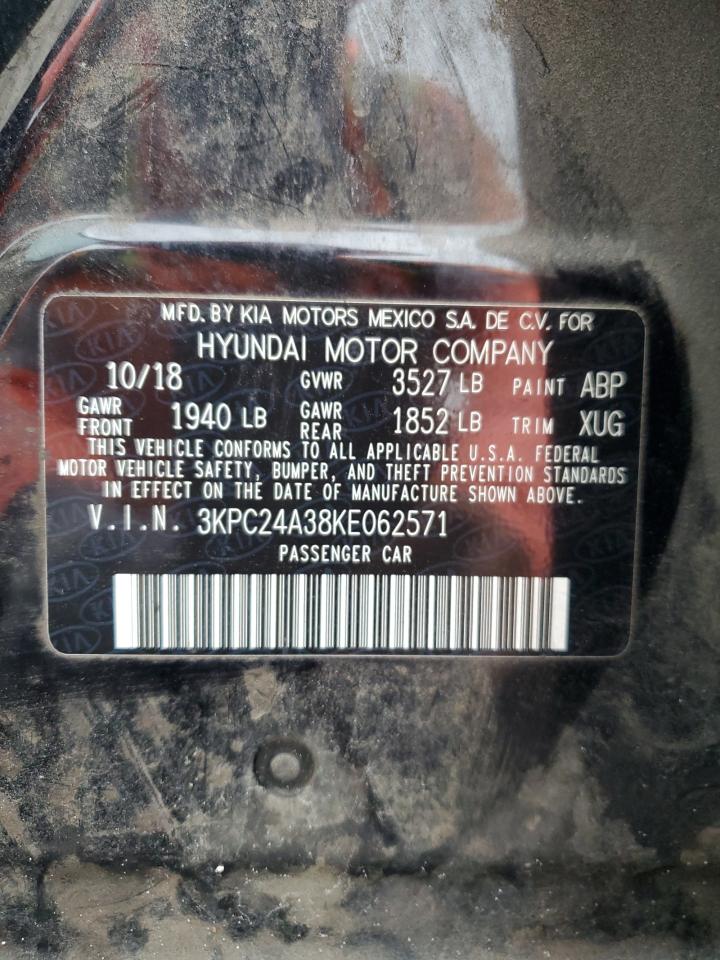 MFD. BY KIA MOTORS MEXICO S.A. DE C.V. FOR
HYUNDAI MOTOR COMPANY
10/18 GVWR 3527 LB PAINT ABP
GAWR FRONT 1940 LB GAWR REAR 1852 LB TRIM XUG
THIS VEHICLE CONFORMS TO ALL APPLICABLE U.S.A. FEDERAL
MOTOR VEHICLE SAFETY, BUMPER, AND THEFT PREVENTION STANDARDS
IN EFFECT ON THE DATE OF MANUFACTURE SHOWN ABOVE.
V.I.N. 3KPC24A38KE062571
PASSENGER CAR